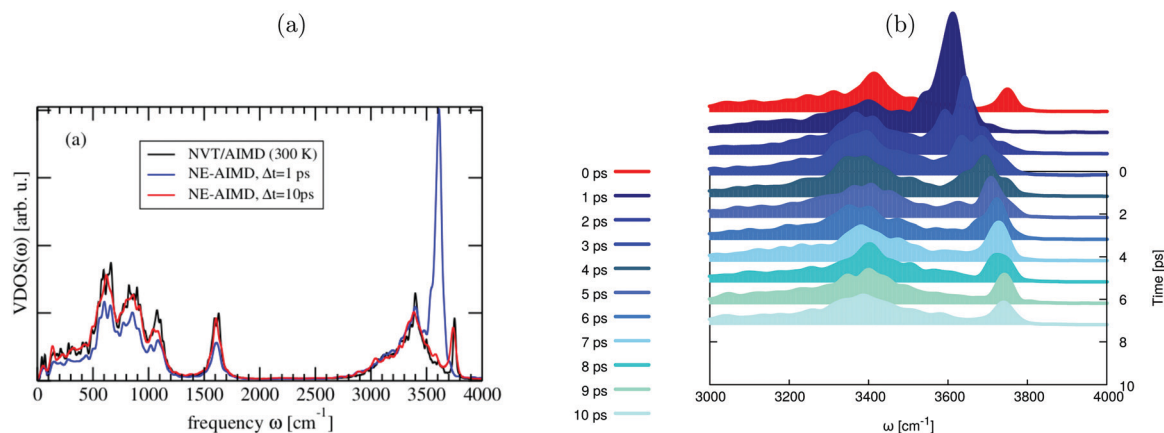 (a)
(b)
(a)
NVT/AIMD (300 K)
NE-AIMD, Δt=1 ps
NE-AIMD, Δt=10ps
VDOS(ω) [arb. u.]
0 500 1000 1500 2000 2500 3000 3500 4000
frequency ω [cm⁻¹]
0 ps
1 ps
2 ps
3 ps
4 ps
5 ps
6 ps
7 ps
8 ps
9 ps
10 ps
0
2
4
6
8
10
Time [ps]
3000 3200 3400 3600 3800 4000
ω [cm⁻¹]